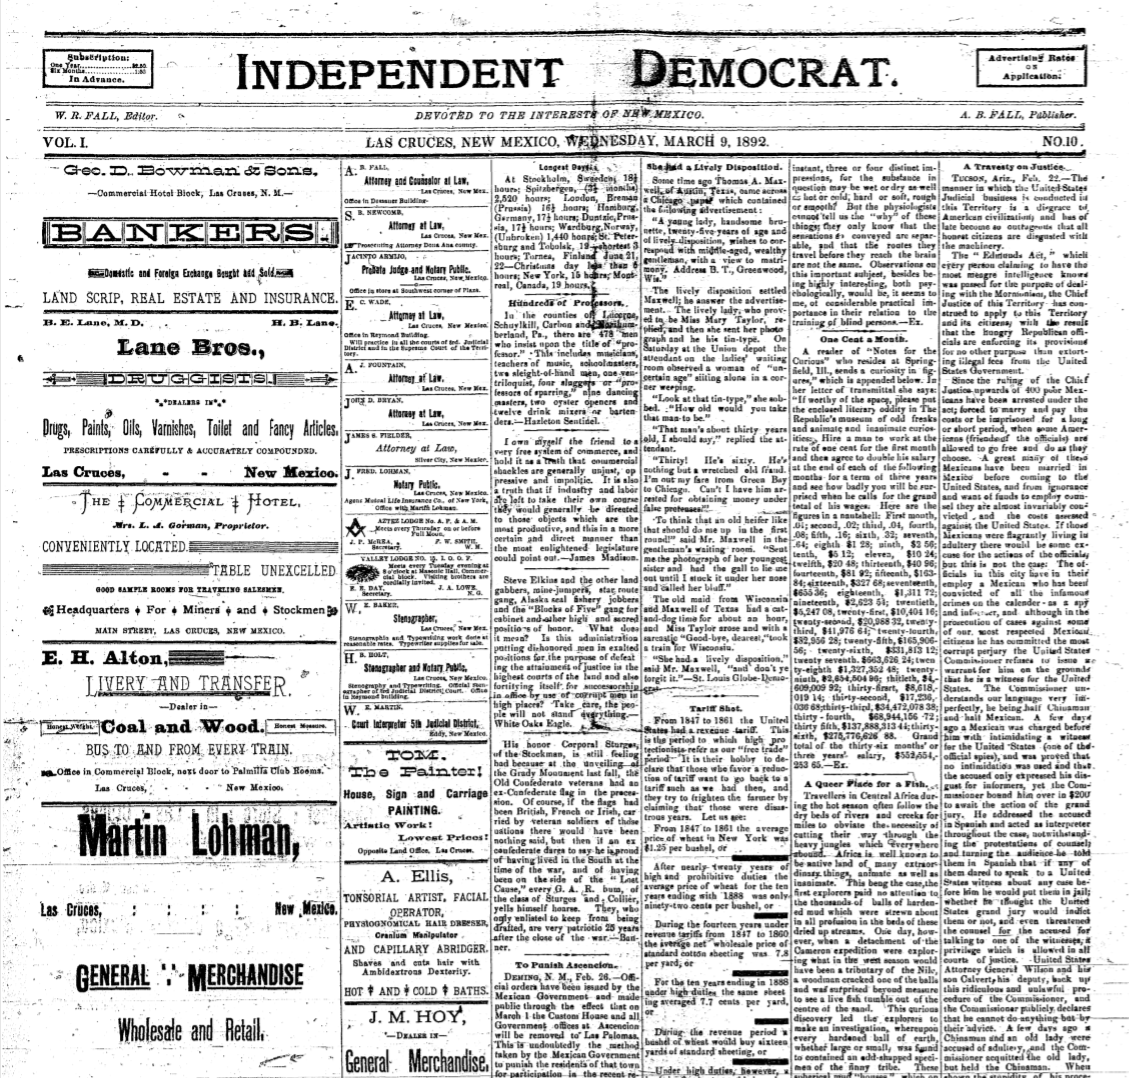 Subscription:
One Year $2.50.
Six Months 1.50
In Advance.
INDEPENDENT DEMOCRAT.
Advertising Rates
on
Application.
W. R. FALL, Editor.
DEVOTED TO THE INTERESTS OF NEW MEXICO.
A. B. FALL, Publisher.
VOL. I.
LAS CRUCES, NEW MEXICO, WEDNESDAY, MARCH 9, 1892.
NO. 10.
Geo. D. Bowman & Sons,
—Commercial Hotel Block, Las Cruces, N. M.—
BANKERS.
Domestic and Foreign Exchange Bought and Sold.
LAND SCRIP, REAL ESTATE AND INSURANCE.
B. E. Lane, M. D. H. B. Lane.
Lane Bros.,
DRUGGISTS.
DEALERS IN
Drugs, Paints, Oils, Varnishes, Toilet and Fancy Articles,
PRESCRIPTIONS CAREFULLY & ACCURATELY COMPOUNDED.
Las Cruces, - - New Mexico.
THE COMMERCIAL HOTEL,
Mrs. L. A. Gorman, Proprietor.
CONVENIENTLY LOCATED.
TABLE UNEXCELLED
GOOD SAMPLE ROOMS FOR TRAVELING SALESMEN.
Headquarters For Miners and Stockmen
MAIN STREET, LAS CRUCES, NEW MEXICO.
E. H. Alton,
LIVERY AND TRANSFER.
—Dealer in—
Honest Weight. Coal and Wood. Honest Measure.
BUS TO AND FROM EVERY TRAIN.
Office in Commercial Block, next door to Palmilla Club Rooms.
Las Cruces, New Mexico.
Martin Lohman,
Las Cruces, : : : : New Mexico.
GENERAL MERCHANDISE
Wholesale and Retail.
A. B. FALL,
Attorney and Counselor at Law,
Las Cruces, New Mex.
Office in Dessauer Building.
S. B. NEWCOMB,
Attorney at Law,
Las Cruces, New Mex.
Prosecuting Attorney Dona Ana county.
JACINTO ARMIJO,
Probate Judge and Notary Public.
Las Cruces, New Mexico.
Office in store at Southwest corner of Plaza.
E. C. WADE,
Attorney at Law,
Las Cruces, New Mexico.
Office in Raymond Building.
Will practice in all the courts of 3rd. Judicial
District and in the Supreme Court of the Territory.
A. J. FOUNTAIN,
Attorney at Law,
Las Cruces, New Mex.
JOHN D. BRYAN,
Attorney at Law,
Las Cruces, New Mex.
JAMES S. FIELDER,
Attorney at Law,
Silver City, New Mexico.
J. FRED. LOHMAN,
Notary Public.
Las Cruces, New Mexico.
Agent Mutual Life Insurance Co., of New York,
Office with Martin Lohman.
AZTEC LODGE No. A, F. & A. M.
Meets every Thursday on or before
Full Moon.
J. P. McREA, F. W. SMITH,
Secretary. W. M.
VALLEY LODGE NO. I. O. O. F.
Meets every Tuesday evening at
8 o'clock at Masonic Hall, Commercial
block. Visiting brothers are
cordially invited.
E. E. DAY, J. A. LOWE,
Secretary. N. G.
W. E. BAKER,
Stenographer,
Las Cruces, New Mex.
Stenographic and Typewriting work done at
reasonable rates. Typewriter supplies for sale.
H. B. HOLT,
Stenographer and Notary Public,
Las Cruces, New Mexico.
W. E. MARTIN,
Court Interpreter 5th Judicial District,
Eddy, New Mexico.
TOM.
The Painter!
House, Sign and Carriage
PAINTING.
Artistic Work!
Lowest Prices!
Opposite Land Office, Las Cruces.
A. Ellis,
TONSORIAL ARTIST, FACIAL
OPERATOR,
PHYSIOGNOMICAL HAIR DRESSER,
Cranium Manipulator
AND CAPILLARY ABRIDGER.
Shaves and cuts hair with
Ambidextrous Dexterity.
HOT AND COLD BATHS.
J. M. HOY,
—DEALER IN—
General Merchandise,
Longest Days.
At Stockholm, Sweden, 18½
hours; Spitzbergen, (3½ months)
2,520 hours; London, Bremen
(Prussia) 16½ hours; Hamburg,
Germany, 17½ hours; Dantzic, Prussia,
17½ hours; Wardburg, Norway,
(Unbroken) 1,440 hours; St. Petersburg
and Tobolsk, 19—shortest 3
hours; Tornea, Finland June 21,
22—Christmas day less than 3
hours; New York, 15 hours; Montreal,
Canada, 19 hours.
Hundreds of Professors.
In the counties of Luzerne,
Schuylkill, Carbon and Northumberland,
Pa., there are 478 men
who insist upon the title of "professor."
This includes musicians,
teachers of music, schoolmasters,
two sleight-of-hand men, one ventriloquist,
four sluggers or "professors
of sparring," nine dancing
masters, two oyster openers and
twelve drink mixers or bartenders.—Hazleton
Sentinel.
I own myself the friend to a
very free system of commerce, and
hold it as a truth that commercial
shackles are generally unjust, oppressive
and impolitic. It is also
a truth that if industry and labor
are left to take their own course
they would generally be directed
to those objects which are the
most productive, and this in a more
certain and direct manner than
the most enlightened legislature
could point out.—James Madison.
Steve Elkins and the other land
grabbers, mine-jumpers, star route
gang, Alaska seal fishery jobbers
and the "Blocks of Five" gang for
cabinet and other high and sacred
positions of honor. What does
it mean? Is this administration
putting dishonored men in exalted
positions for the purpose of defeating
the attainment of justice in the
highest courts of the land and also
fortifying itself for successorship
in office by use of corrupt men in
high places? Take care, the people
will not stand everything.—
White Oaks Eagle.
His honor Corporal Sturges,
of the Stockman, is still feeling
bad because at the unveiling of
the Grady Monument last fall, the
Old Confederate veterans had an
ex-Confederate flag in the procession.
Of course, if the flags had
been British, French or Irish, carried
by veteran soldiers of those
nations there would have been
nothing said, but then if an ex
confederate dares to say he is proud
of having lived in the South at the
time of the war, and of having
been on the side of the "Lost
Cause," every G. A. R. bum, of
the class of Sturges and Collier,
yells himself hoarse. They, who
only enlisted to keep from being
drafted, are very patriotic 25 years
after the close of the war.—Banner.
To Punish Ascencion.
DEMING, N. M., Feb. 26.—Official
orders have been issued by the
Mexican Government and made
public through the effect that on
March 1 the Custom House and all
Government offices at Ascencion
will be removed to Las Palomas.
This is undoubtedly the method
taken by the Mexican Government
to punish the residents of that town
for participation in the recent
She had a Lively Disposition.
Some time ago Thomas A. Maxwell,
of Austin, Texas, came across
a Chicago paper which contained
the following advertisement:
"A young lady, handsome brunette,
twenty-five years of age and
of lively disposition, wishes to correspond
with middle-aged, wealthy
gentleman, with a view to matrimony.
Address B. T., Greenwood,
Wis."
The lively disposition settled
Maxwell; he answer the advertisement.
The lively lady, who proved
to be Miss Mary Taylor, replied,
and then she sent her photograph
and he his tin-type. On
Saturday at the Union depot the
attendant on the ladies' waiting
room observed a woman of "uncertain
age" sitting alone in a corner
weeping.
"Look at that tin-type," she sobbed.
"How old would you take
that man to be."
"That man's about thirty years
old, I should say," replied the attendant.
"Thirty! He's sixty. He's
nothing but a wretched old fraud.
I'm out my fare from Green Bay
to Chicago. Can't I have him arrested
for obtaining money under
false pretenses?"
"To think that an old heifer like
that should do me up in the first
round!" said Mr. Maxwell in the
gentleman's waiting room. "Sent
me the photograph of her youngest
sister and had the gall to lie me
out until I stuck it under her nose
and called her bluff."
The old maid from Wisconsin
and Maxwell of Texas had a cat-
and-dog time for about an hour,
and Miss Taylor arose and with a
sarcastic "Good-bye, dearest," took
a train for Wisconsin.
"She had a lively disposition,"
said Mr. Maxwell, "and don't ye
forgit it."—St. Louis Globe-Democrat.
Tariff Shot.
From 1847 to 1861 the United
States had a revenue tariff. This
is the period to which high protectionists
refer as our "free trade"
period. It is their hobby to declare
that those who favor a reduction
of tariff want to go back to a
tariff such as we had then, and
they try to frighten the farmer by
claiming that those were disastrous
years. Let us see:
From 1847 to 1861 the average
price of wheat in New York was
$1.25 per bushel, or
After nearly twenty years of
high and prohibitive duties the
average price of wheat for the ten
years ending with 1888 was only
ninety-two cents per bushel, or
During the fourteen years under
revenue tariffs from 1847 to 1860
the average net wholesale price of
standard cotton sheeting was 7.8
per yard, or
For the ten years ending in 1888
under high duties the same sheeting
averaged 7.7 cents per yard,
or
During the revenue period a
bushel of wheat would buy sixteen
yards of standard sheeting, or
Under high duties, however, a
instant, three or four distinct impressions,
for the substance in
question may be wet or dry as well
as hot or cold, hard or soft, rough
or smooth? But the physiologists
cannot tell us the "why" of these
things; they only know that the
sensations so conveyed are separable,
and that the routes they
travel before they reach the brain
are not the same. Observations on
this important subject, besides being
highly interesting, both psychologically,
would be, it seems to
me, of considerable practical importance
in their relation to the
training of blind persons.—Ex.
One Cent a Month.
A reader of "Notes for the
Curious" who resides at Springfield,
Ill., sends a curiosity in figures,
which is appended below. In
her letter of transmittal she says:
"If worthy of the space, please put
the enclosed literary oddity in The
Republic's museum of odd freaks
and animate and inanimate curiosities:
Hire a man to work at the
rate of one cent for the first month
and then agree to double his salary
at the end of each of the following
months for a term of three years
and see how badly you will be surprised
when he calls for the grand
total of his wages. Here are the
figures in a nutshell: First month,
.01; second, .02; third, .04, fourth,
.08; fifth, .16; sixth, .32; seventh,
.64; eighth $1 28; ninth, $2 56;
tenth, $5 12; eleven, $10 24;
twelfth, $20 48; thirteenth, $40 96;
fourteenth, $81 92; fifteenth, $163-
84; sixteenth, $327 68; seventeenth,
$655 36; eighteenth, $1,311 72;
nineteenth, $2,623 54; twentieth,
$5,247 08, twenty-first, $10,494 16;
twenty-second, $20,988 32, twenty-
third, $41,976 64; twenty-fourth,
$82,956 28; twenty-fifth, $165,906-
56; twenty-sixth, $331,813 12;
twenty seventh, $663,626 24; twenty-eighth,
$1,327,352 48; twenty-
ninth, $2,654,504 96; thirtieth, $4,-
609,009 92; thirty-first, $8,618,-
019 14; thirty-second, $17,236,-
036 68; thirty-third, $34,472,078 38;
thirty-fourth, $68,944,156 72;
thirty fifth, $137,888,313 44; thirty-
sixth, $275,776,626 88. Grand
total of the thirty-six months' or
three years' salary, $552,554,-
253 65.—Ex.
A Queer Place for a Fish.
Travellers in Central Africa during
the hot season often follow the
dry beds of rivers and creeks for
miles to obviate the necessity of
cutting their way through the
heavy jungles which everywhere
abound. Africa is well known to
be native land of many extraordinary
things, animate as well as
inanimate. This being the case, the
first explorers paid no attention to
the thousands of balls of hardened
mud which were strewn about
in all profusion in the beds of these
dried up streams. One day, however,
when a detachment of the
Cameron expedition were exploring
what in the wet season would
have been a tributary of the Nile,
a woodman cracked one of the balls
and was surprised beyond measure
to see a live fish tumble out of the
centre of the sand. This curious
discovery led the explorers to
make an investigation, whereupon
every hardened ball of earth,
whether large or small, was found
to contained an odd-shaped specimen
of the finny tribe. These
A Travesty on Justice.
TUCSON, ARIZ., Feb. 22.—The
manner in which the United States
Judicial business is conducted in
this Territory is a disgrace to
American civilization; and has of
late become so outrageous that all
honest citizens are disgusted with
the machinery.
The "Edmunds Act," which
every person claiming to have the
most meagre intelligence knows
was passed for the purpose of dealing
with the Mormonism, the Chief
Justice of this Territory has construed
to apply to this Territory
and its citizens, with the result
that the hungry Republican officials
are enforcing its provisions
for no other purpose than extorting
illegal fees from the United
States Government.
Since the ruling of the Chief
Justice upwards of 400 poor Mexicans
have been arrested under the
act; forced to marry and pay the
costs or be imprisoned for a long
or short period, when some Americans
(friends of the officials) are
allowed to go free and do as they
choose. A great many of these
Mexicans have been married in
Mexico before coming to the
United States, and from ignorance
and want of funds to employ counsel
they are almost invariably convicted,
and the costs assessed
against the United States. If those
Mexicans were flagrantly living in
adultery there would be some excuse
for the actions of the officials;
but this is not the case. The officials
in this city have in their
employ a Mexican who has been
convicted of all the infamous
crimes on the calender—as a spy
and informer, and although in the
prosecution of cases against some
of our most respected Mexican
citizens he has committed the most
corrupt perjury the United States
Commissioner refuses to issue a
warrant for him on the grounds
that he is a witness for the United
States. The Commissioner understands
our language very imperfectly,
he being half Chinaman
and half Mexican. A few days
ago a Mexican was charged before
him with intimidating a witness
for the United States (one of the
official spies), and was proved that
no intimidation was used and that
the accused only expressed his disgust
for informers, yet the Commissioner
bound him over in $200
to await the action of the grand
jury. He addressed the accused
in Spanish and acted as interpreter
throughout the case, notwithstanding
the protestations of counsel;
and turning the audience he told
them in Spanish that if any of
them dared to speak to a United
States witness about any case before
him he would put them in jail;
whether he thought the United
States grand jury would indict
them or not, and even threatened
the counsel for the accused for
talking to one of the witnesses, a
privilege which is allowed in all
courts of justice. United States
Attorney General Wilson and his
son Calvert, his deputy, back up
this ridiculous and unlawful procedure
of the Commissioner, and
the Commissioner publicly declares
that he cannot do anything but by
their advice. A few days ago a
Chinaman and an old lady were
accused of adultery, and the Commissioner
acquitted the old lady,
but held the Chinaman. When